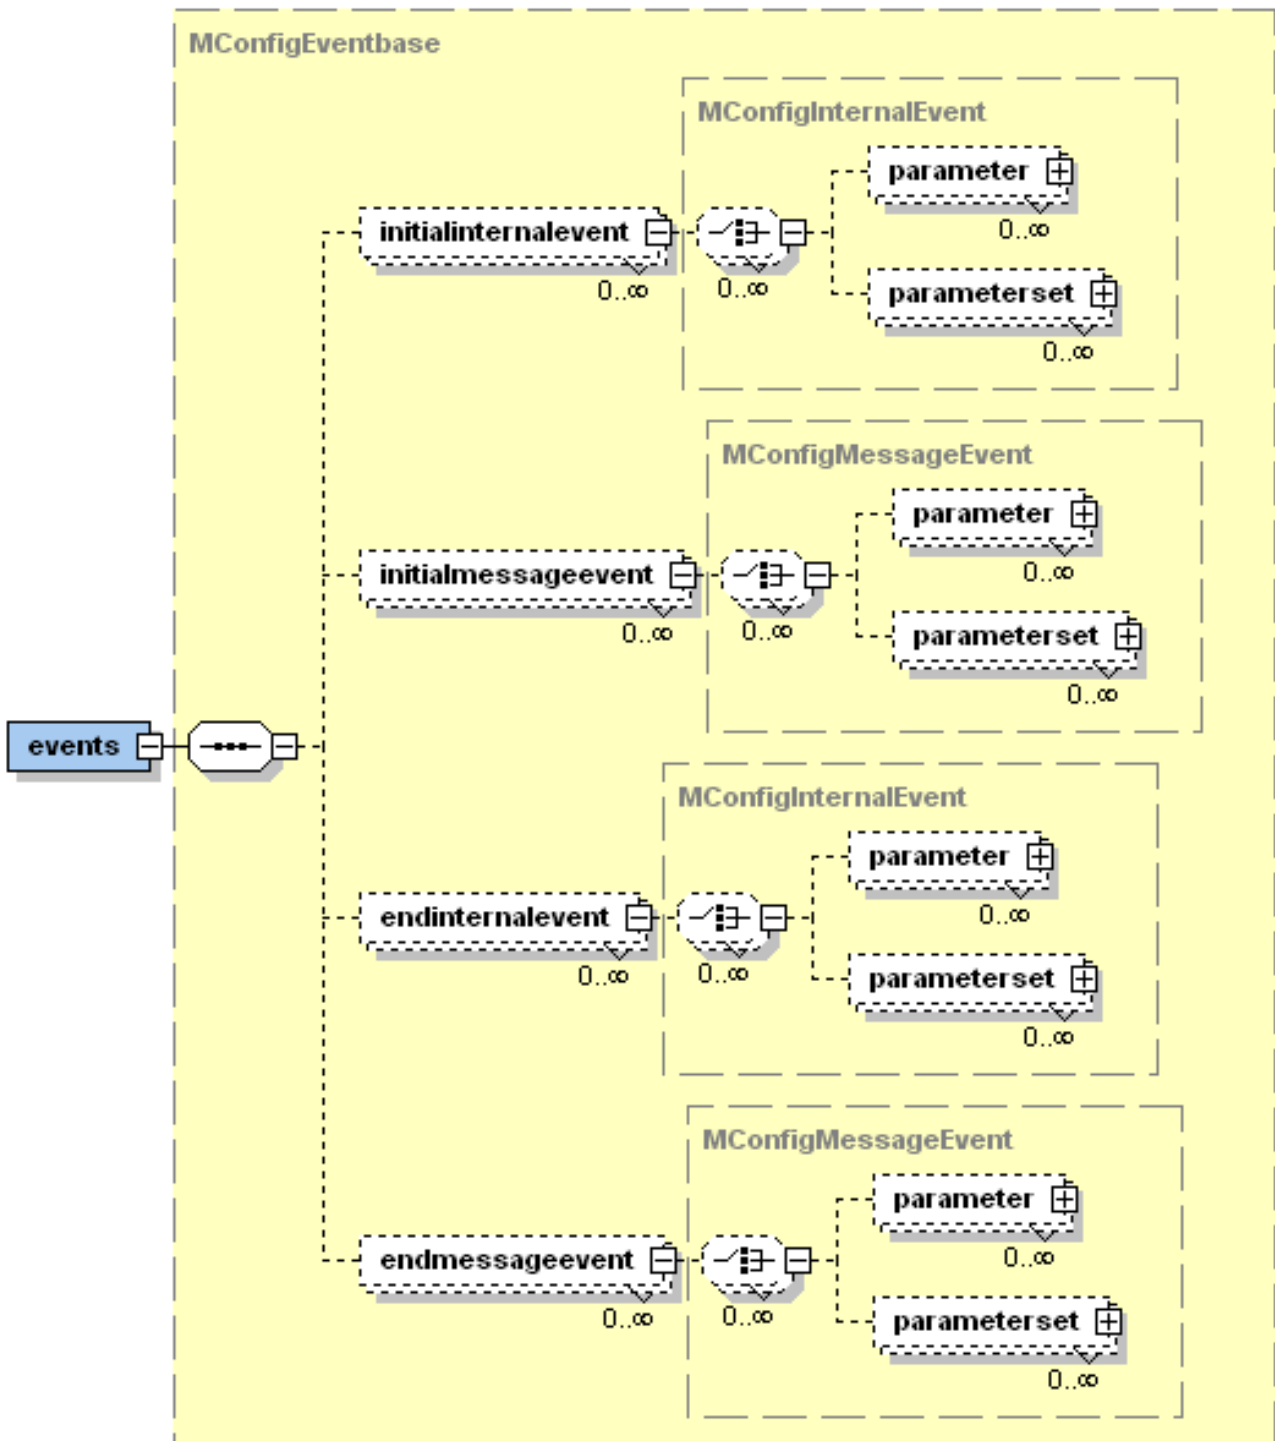 MConfigEventbase
MConfigInternalEvent
parameter
0..∞
initialinternalevent
0..∞
0..∞
parameterset
0..∞
MConfigMessageEvent
parameter
0..∞
initialmessageevent
0..∞
0..∞
parameterset
0..∞
events
MConfigInternalEvent
parameter
0..∞
endinternalevent
0..∞
0..∞
parameterset
0..∞
MConfigMessageEvent
parameter
0..∞
endmessageevent
0..∞
0..∞
parameterset
0..∞